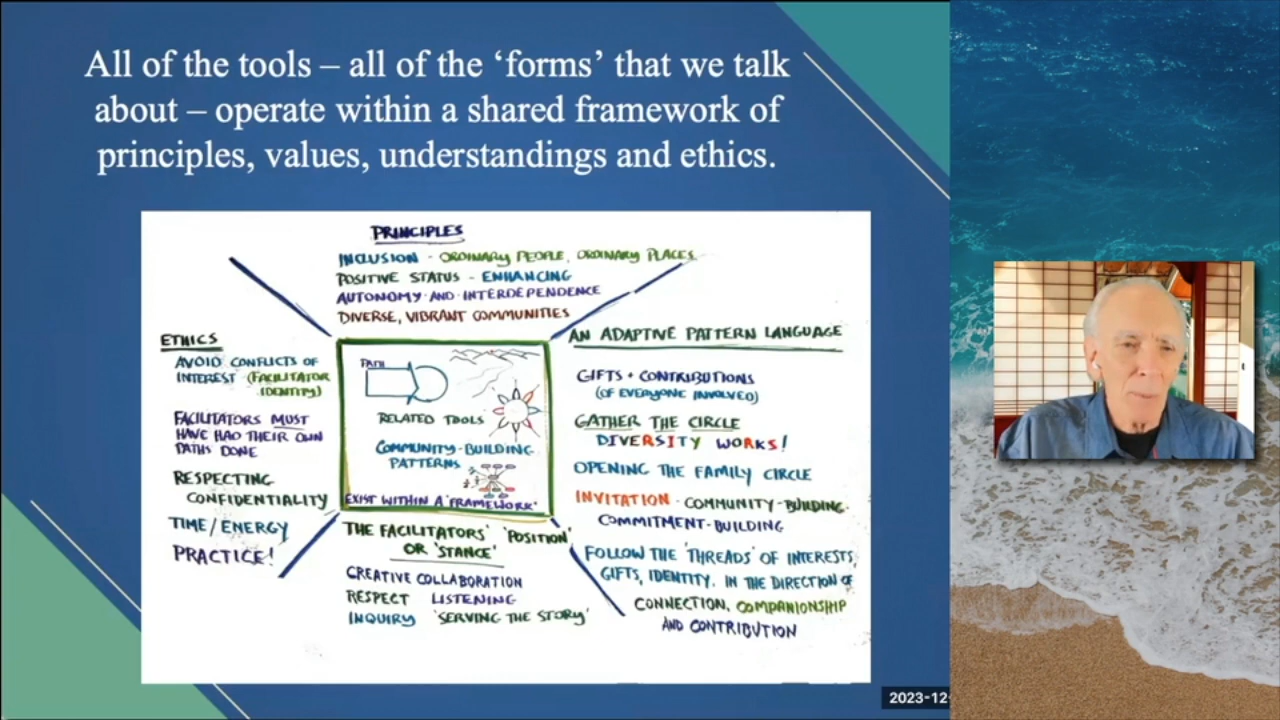 All of the tools – all of the ‘forms’ that we talk
about – operate within a shared framework of
principles, values, understandings and ethics.
PRINCIPLES
INCLUSION - ORDINARY PEOPLE, ORDINARY PLACES
POSITIVE STATUS - ENHANCING
AUTONOMY AND INTERDEPENDENCE
DIVERSE, VIBRANT COMMUNITIES
ETHICS
AVOID CONFLICTS OF
INTEREST (FACILITATOR
IDENTITY)
FACILITATORS MUST
HAVE HAD THEIR OWN
PATHS DONE
RESPECTING
CONFIDENTIALITY
TIME/ENERGY
PRACTICE!
PATH
RELATED TOOLS
COMMUNITY-BUILDING
PATTERNS
EXIST WITHIN A 'FRAMEWORK'
AN ADAPTIVE PATTERN LANGUAGE
GIFTS + CONTRIBUTIONS
(OF EVERYONE INVOLVED)
GATHER THE CIRCLE
DIVERSITY WORKS!
OPENING THE FAMILY CIRCLE
INVITATION · COMMUNITY-BUILDING·
COMMITMENT-BUILDING
FOLLOW THE 'THREADS' OF INTERESTS,
GIFTS, IDENTITY, IN THE DIRECTION OF
CONNECTION, COMPANIONSHIP
AND CONTRIBUTION
THE FACILITATORS' 'POSITION'
OR 'STANCE'
CREATIVE COLLABORATION
RESPECT LISTENING
INQUIRY 'SERVING THE STORY'
2023-12-